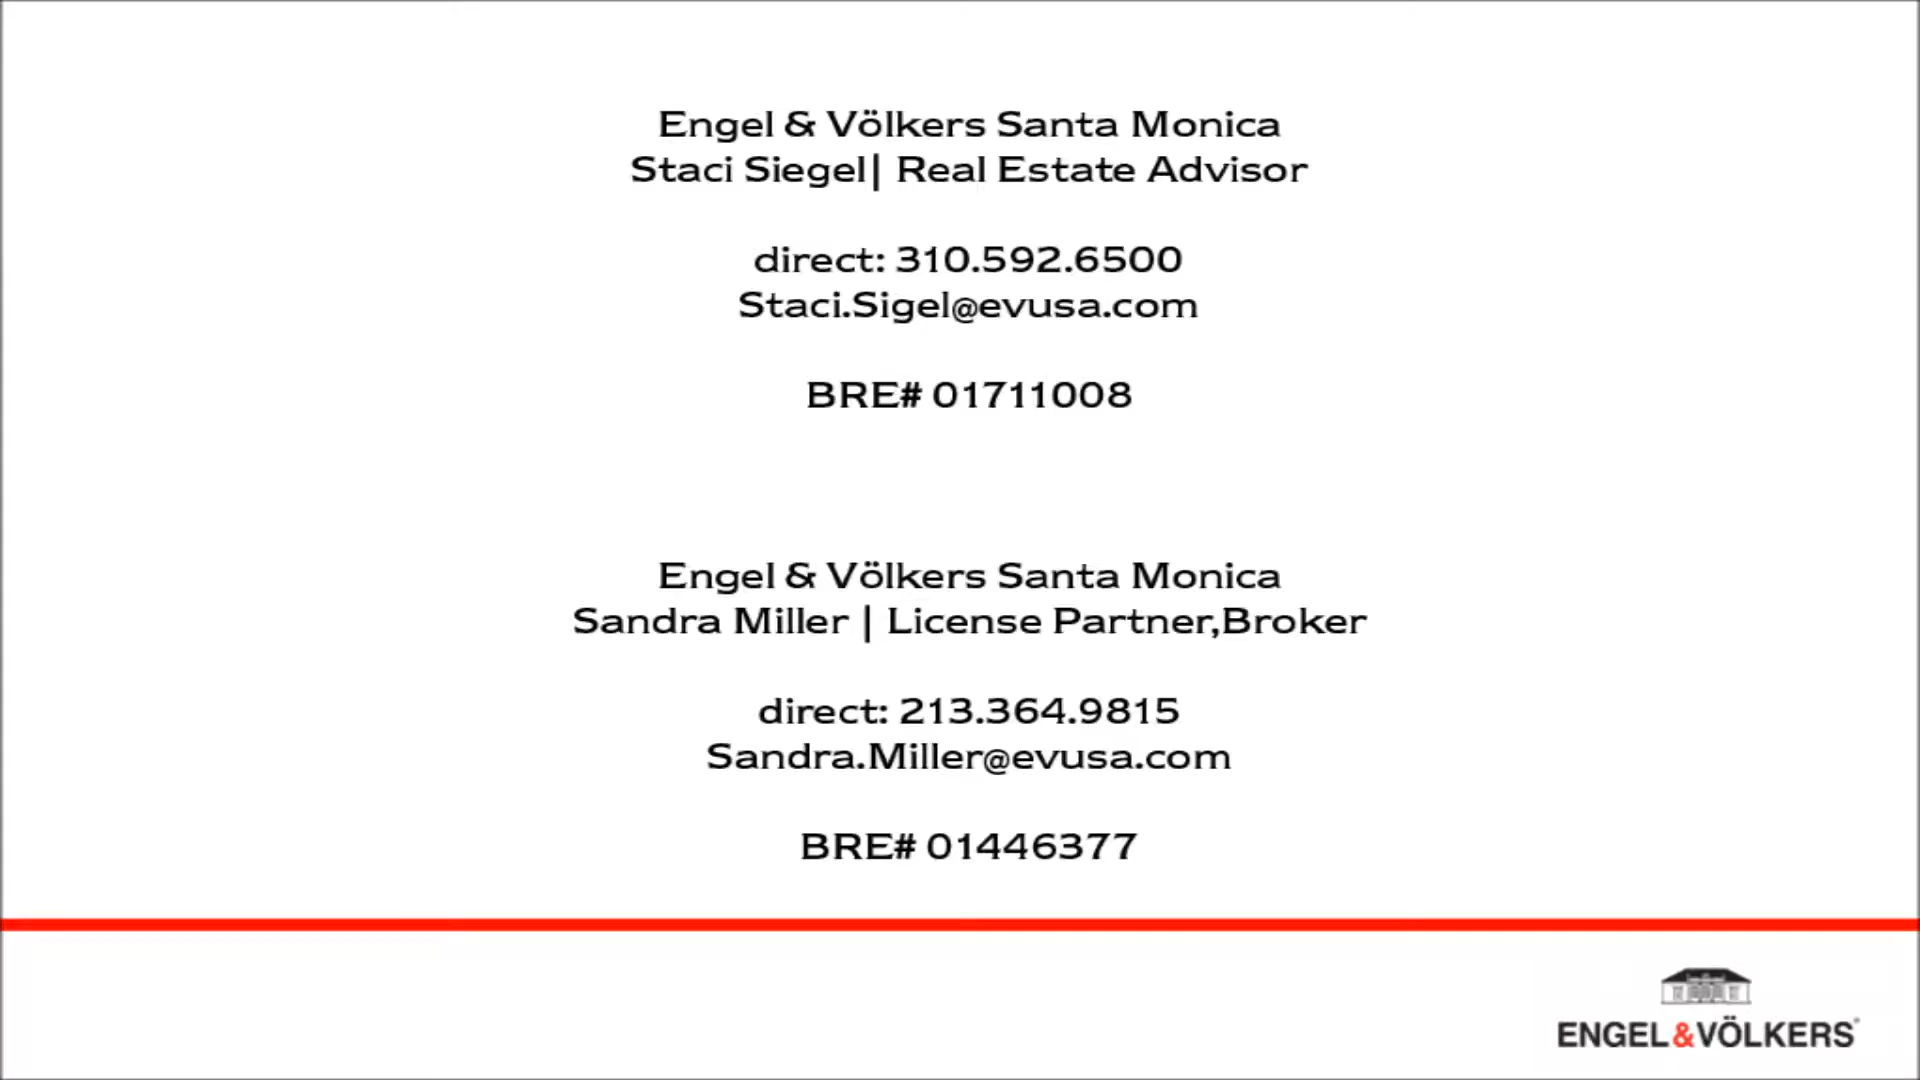 Engel & Völkers Santa Monica
Staci Siegel| Real Estate Advisor
direct: 310.592.6500
Staci.Sigel@evusa.com
BRE# 01711008
Engel & Völkers Santa Monica
Sandra Miller | License Partner,Broker
direct: 213.364.9815
Sandra.Miller@evusa.com
BRE# 01446377
ENGEL&VÖLKERS